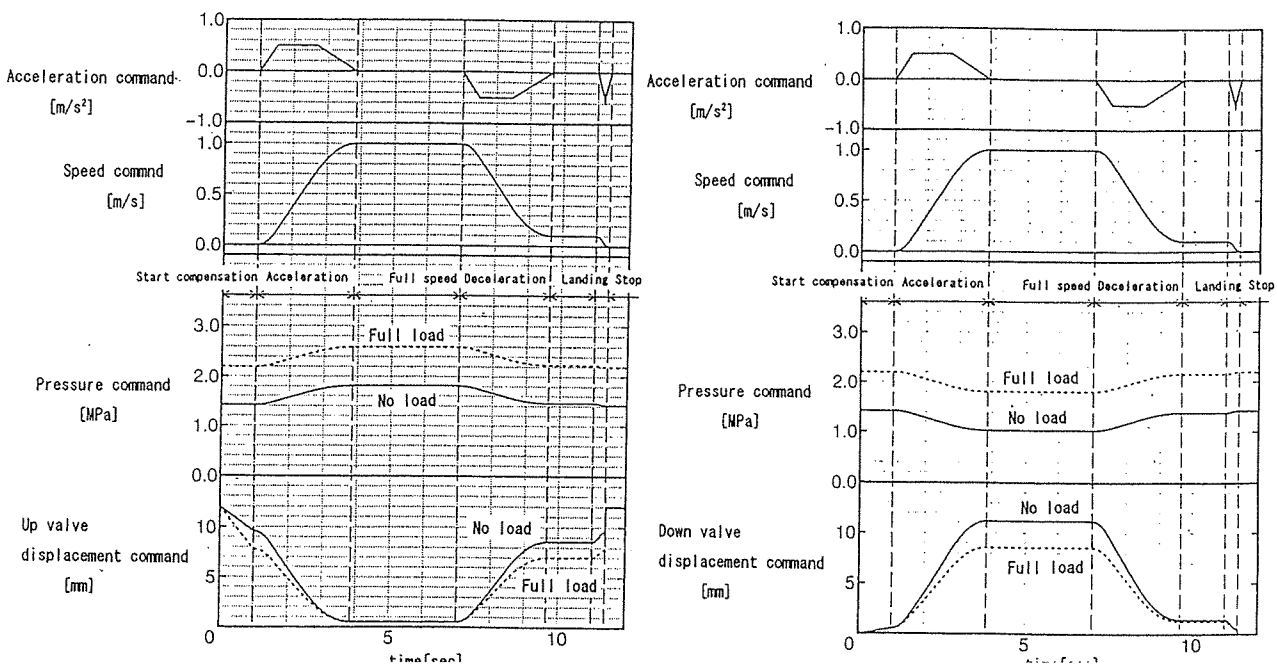 1.0
Acceleration command
0.0
[m/s²]
-1.0
Speed commnd
1.0
[m/s]
0.5
0.0
Start compensation Acceleration Full speed Deceleration Landing Stop
3.0
Full load
Pressure command
2.0
[MPa]
No load
1.0
0.0
Up valve
10
No load
displacement command
[mm]
5
Full load
0 5 10
time[sec]
1.0
Acceleration command
0.0
[m/s²]
-1.0
Speed commnd
1.0
[m/s]
0.5
0.0
Start compensation Acceleration Full speed Deceleration Landing Stop
3.0
Full load
Pressure command
2.0
[MPa]
No load
1.0
0.0
Down valve
10
No load
displacement command
Full load
[mm]
5
0 5 10